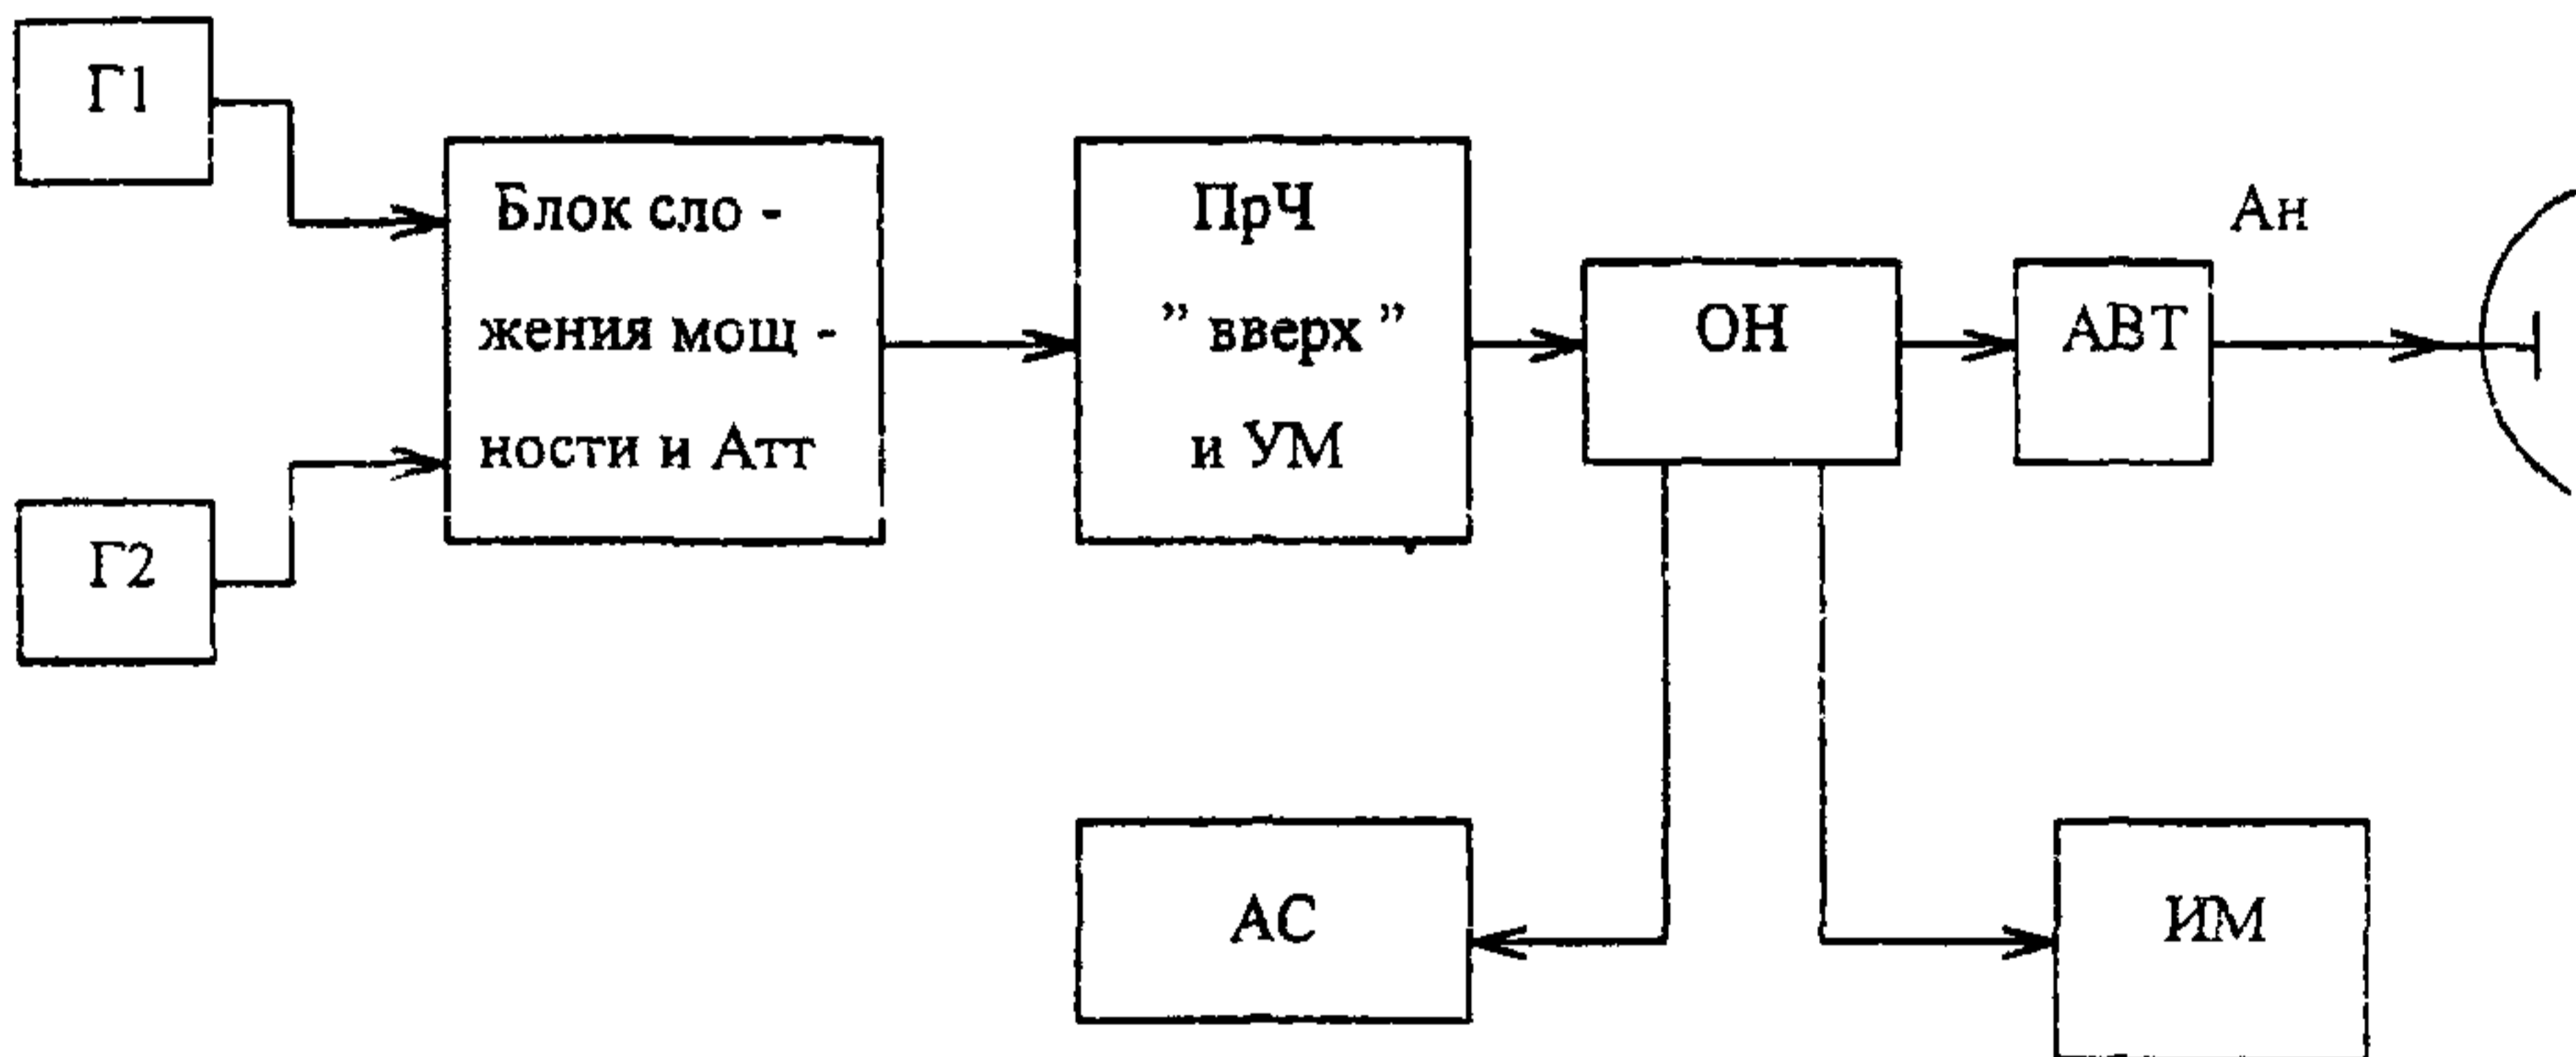 Г1
Блок сло -
жения мощ -
ности и Атт
Г2
ПрЧ
” вверх ”
и УМ
ОН
АВТ
Ан
АС
ИМ